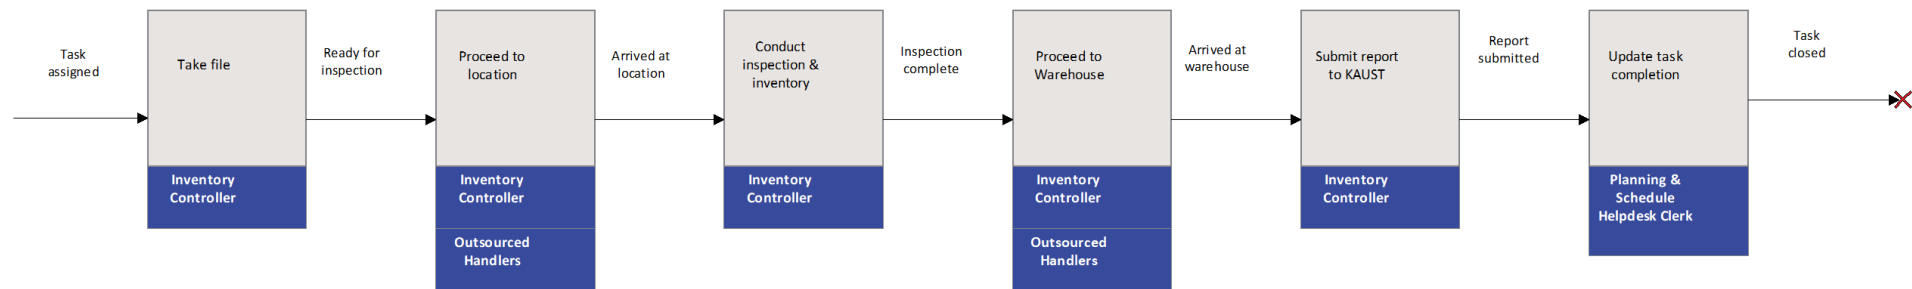 Task
assigned
Take file
Inventory
Controller
Ready for
inspection
Proceed to
location
Inventory
Controller
Outsourced
Handlers
Arrived at
location
Conduct
inspection &
inventory
Inventory
Controller
Inspection
complete
Proceed to
Warehouse
Inventory
Controller
Outsourced
Handlers
Arrived at
warehouse
Submit report
to KAUST
Inventory
Controller
Report
submitted
Update task
completion
Planning &
Schedule
Helpdesk Clerk
Task
closed